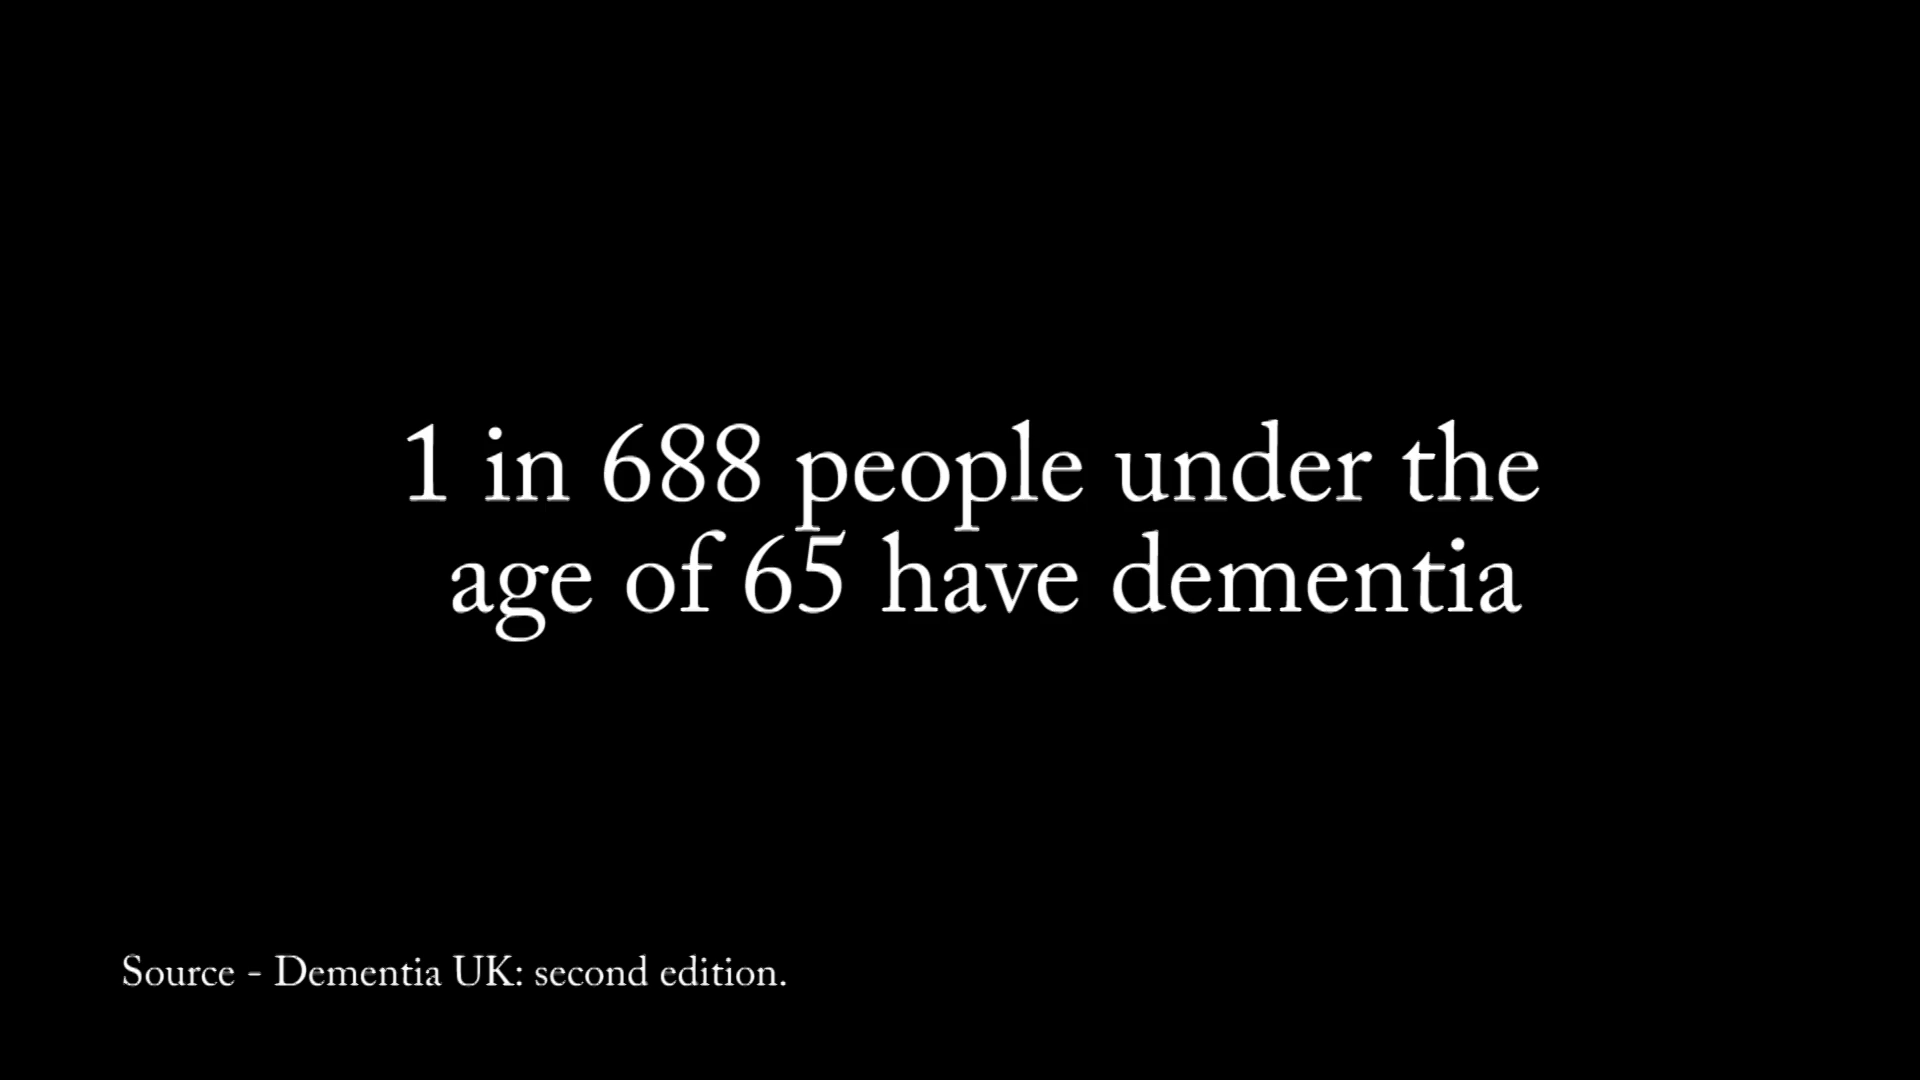 1 in 688 people under the
age of 65 have dementia
Source - Dementia UK: second edition.